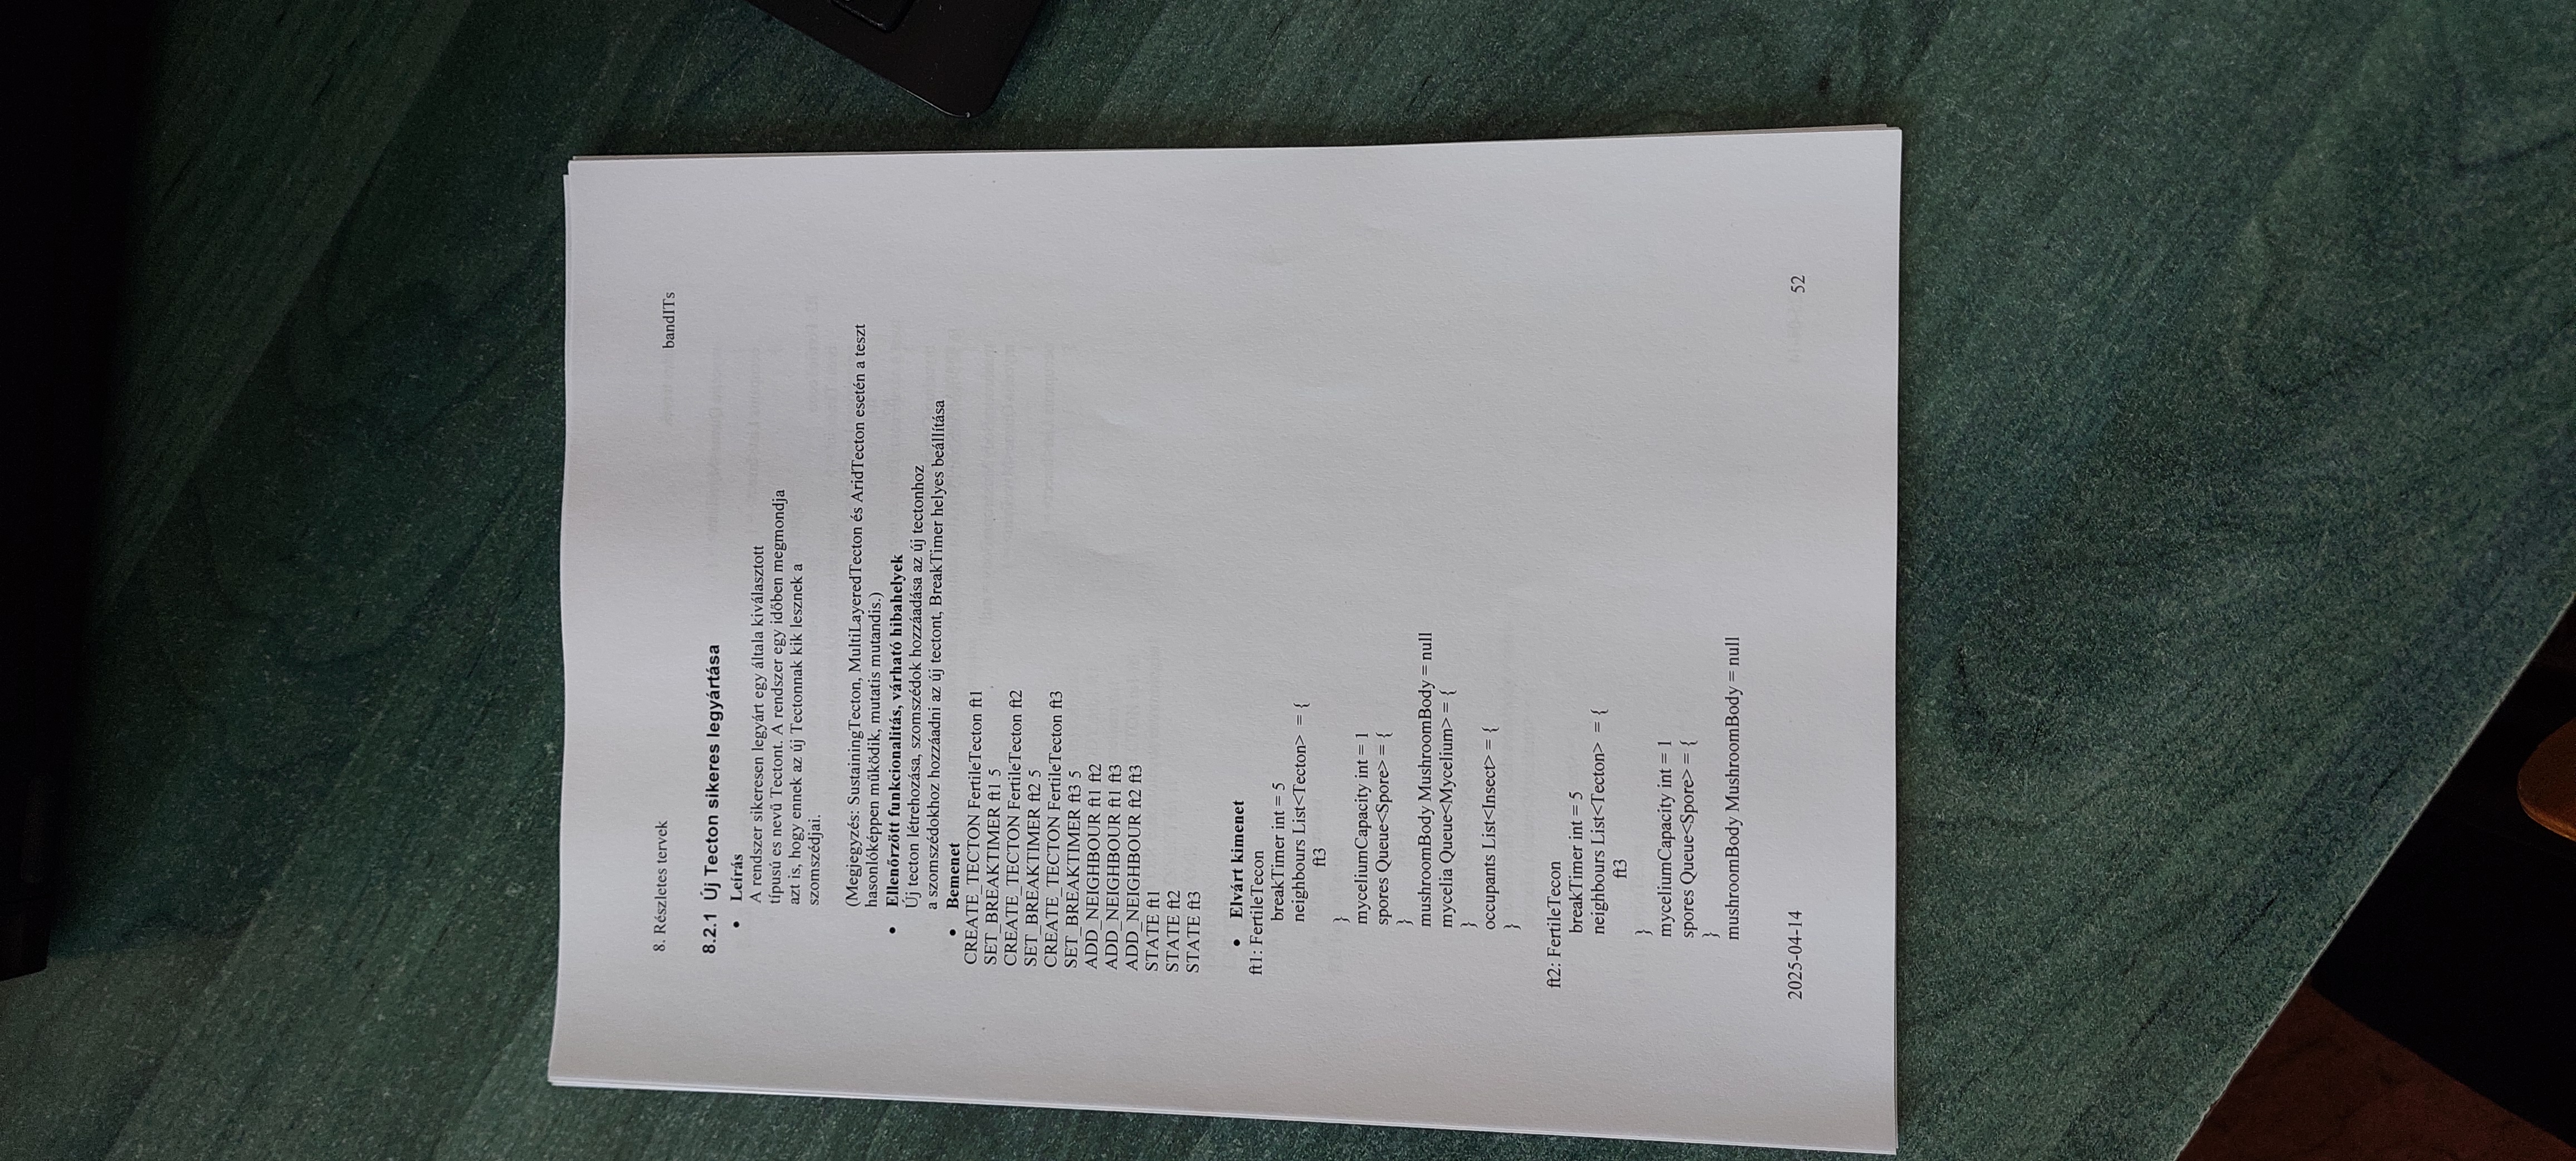 8. Részletes tervek
bandITs
8.2.1 Új Tecton sikeres legyártása
• Leírás
A rendszer sikeresen legyárt egy általa kiválasztott
típusú es nevű Tectont. A rendszer egy időben megmondja
azt is, hogy ennek az új Tectonnak kik lesznek a
szomszédjai.
(Megjegyzés: SustainingTecton, MultiLayeredTecton és AridTecton esetén a teszt
hasonlóképpen működik, mutatis mutandis.)
• Ellenőrzött funkcionalitás, várható hibahelyek
Új tecton létrehozása, szomszédok hozzáadása az új tectonhoz
a szomszédokhoz hozzáadni az új tectont, BreakTimer helyes beállítása
• Bemenet
CREATE_TECTON FertileTecton ft1
SET_BREAKTIMER ft1 5
CREATE_TECTON FertileTecton ft2
SET_BREAKTIMER ft2 5
CREATE_TECTON FertileTecton ft3
SET_BREAKTIMER ft3 5
ADD_NEIGHBOUR ft1 ft2
ADD_NEIGHBOUR ft1 ft3
ADD_NEIGHBOUR ft2 ft3
STATE ft1
STATE ft2
STATE ft3
• Elvárt kimenet
ft1: FertileTecon
breakTimer int = 5
neighbours List<Tecton> = {
ft3
}
myceliumCapacity int = 1
spores Queue<Spore> = {
}
mushroomBody MushroomBody = null
mycelia Queue<Mycelium> = {
}
occupants List<Insect> = {
}
ft2: FertileTecon
breakTimer int = 5
neighbours List<Tecton> = {
ft3
}
myceliumCapacity int = 1
spores Queue<Spore> = {
}
mushroomBody MushroomBody = null
2025-04-14
52